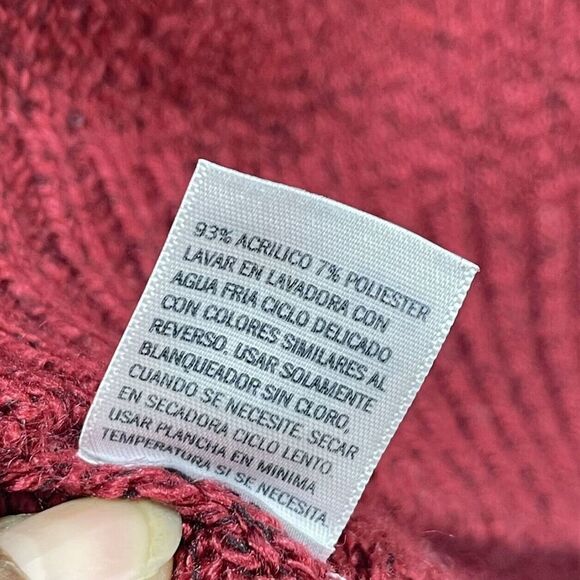 93% ACRILICO 7% POLIESTER
LAVAR EN LAVADORA CON
AGUA FRIA CICLO DELICADO
CON COLORES SIMILARES AL
REVERSO. USAR SOLAMENTE
BLANQUEADOR SIN CLORO,
CUANDO SE NECESITE. SECAR
EN SECADORA CICLO LENTO
USAR PLANCHA EN MINIMA
TEMPERATURA SI SE NECESITA.